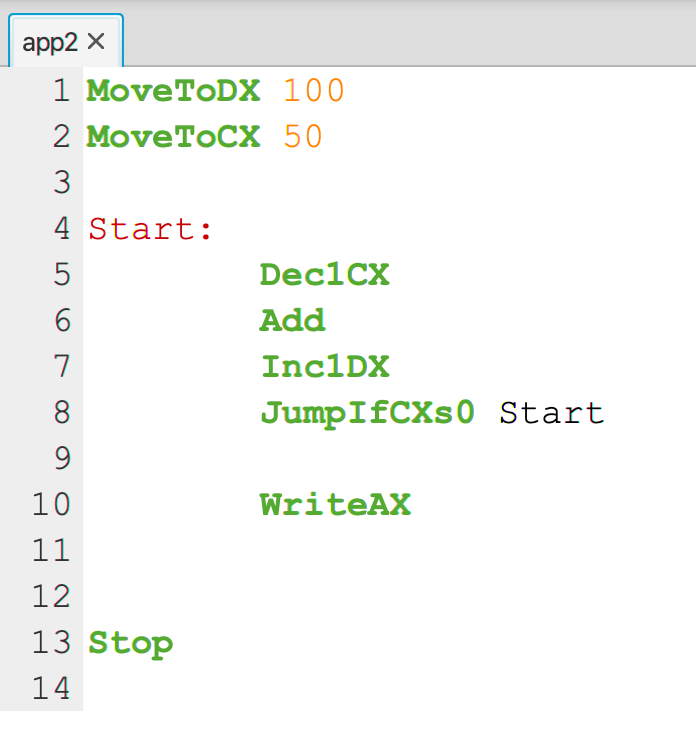 app2 ×
1 MoveToDX 100
2 MoveToCX 50
3
4 Start:
5 Dec1CX
6 Add
7 Inc1DX
8 JumpIfCXs0 Start
9
10 WriteAX
11
12
13 Stop
14